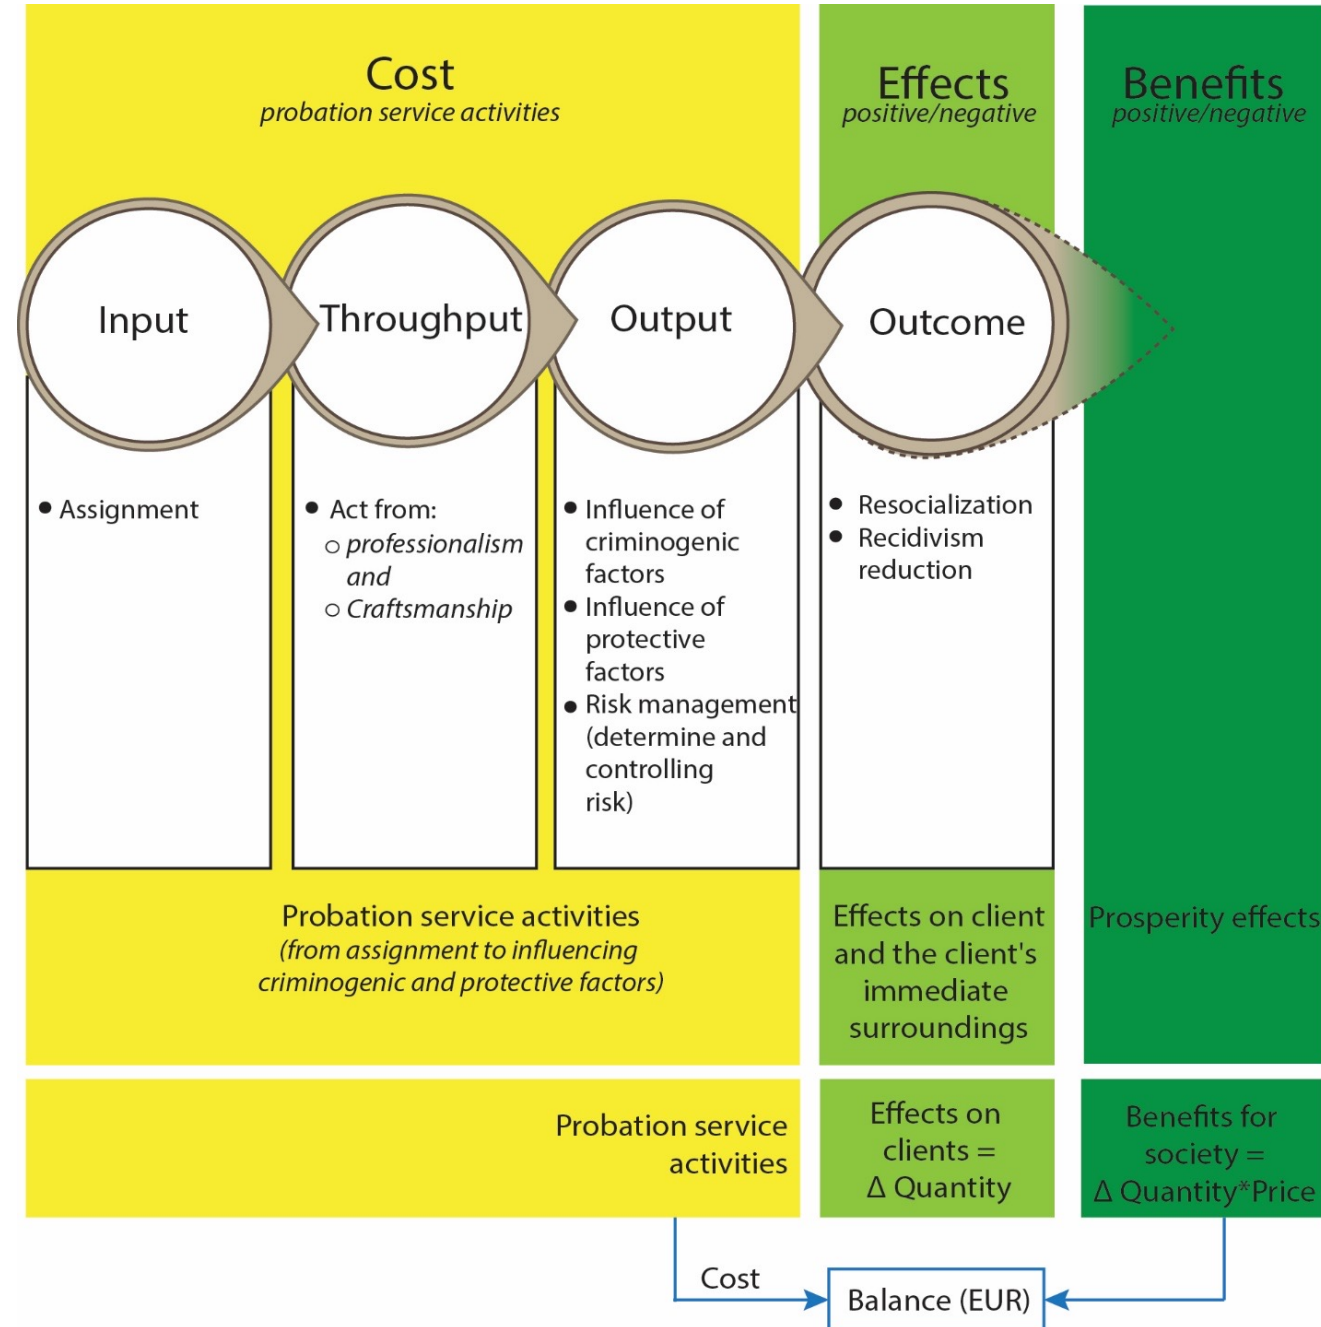 Cost
probation service activities
Effects
positive/negative
Benefits
positive/negative
Input
Throughput
Output
Outcome
• Assignment
• Act from:
○ professionalism
and
○ Craftsmanship
• Influence of
criminogenic
factors
• Influence of
protective
factors
• Risk management
(determine and
controlling
risk)
• Resocialization
• Recidivism
reduction
Probation service activities
(from assignment to influencing
criminogenic and protective factors)
Effects on client
and the client's
immediate
surroundings
Prosperity effects
Probation service
activities
Effects on
clients =
Δ Quantity
Benefits for
society =
Δ Quantity*Price
Cost
Balance (EUR)